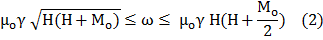 μ₀γ √H(H + M₀) ≤ ω ≤ μ₀γ H(H + M₀/2) (2)